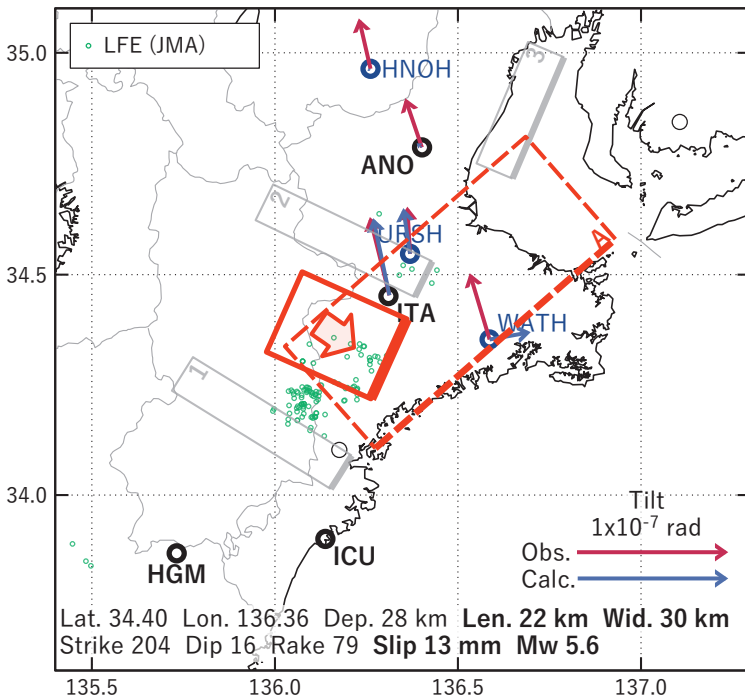 35.0
34.5
34.0
LFE (JMA)
HNOH
ANO
3
2
URSH
A
ITA
WATH
1
ICU
HGM
Tilt
1x10⁻⁷ rad
Obs.
Calc.
Lat. 34.40 Lon. 136.36 Dep. 28 km Len. 22 km Wid. 30 km
Strike 204 Dip 16 Rake 79 Slip 13 mm Mw 5.6
135.5 136.0 136.5 137.0